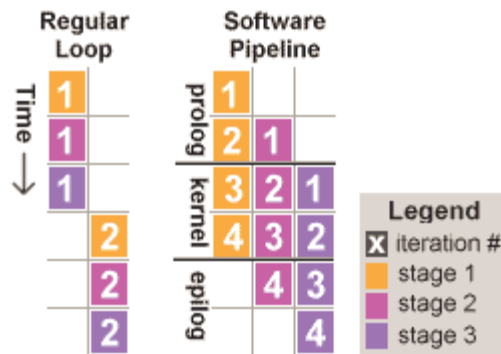 Regular Loop
Software Pipeline
Time
prolog
kernel
epilog
1
1
1
2
2
2
1
2 1
3 2 1
4 3 2
4 3
4
Legend
x iteration #
stage 1
stage 2
stage 3